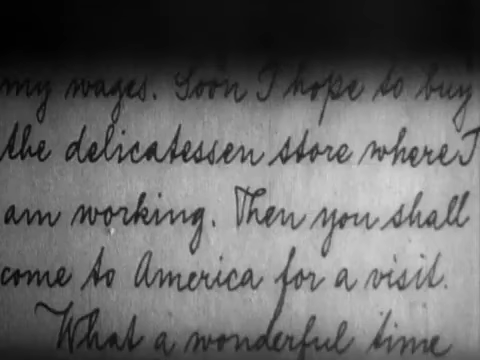 my wages. Soon I hope to buy
the delicatessen store where I
am working. Then you shall
come to America for a visit.
What a wonderful time